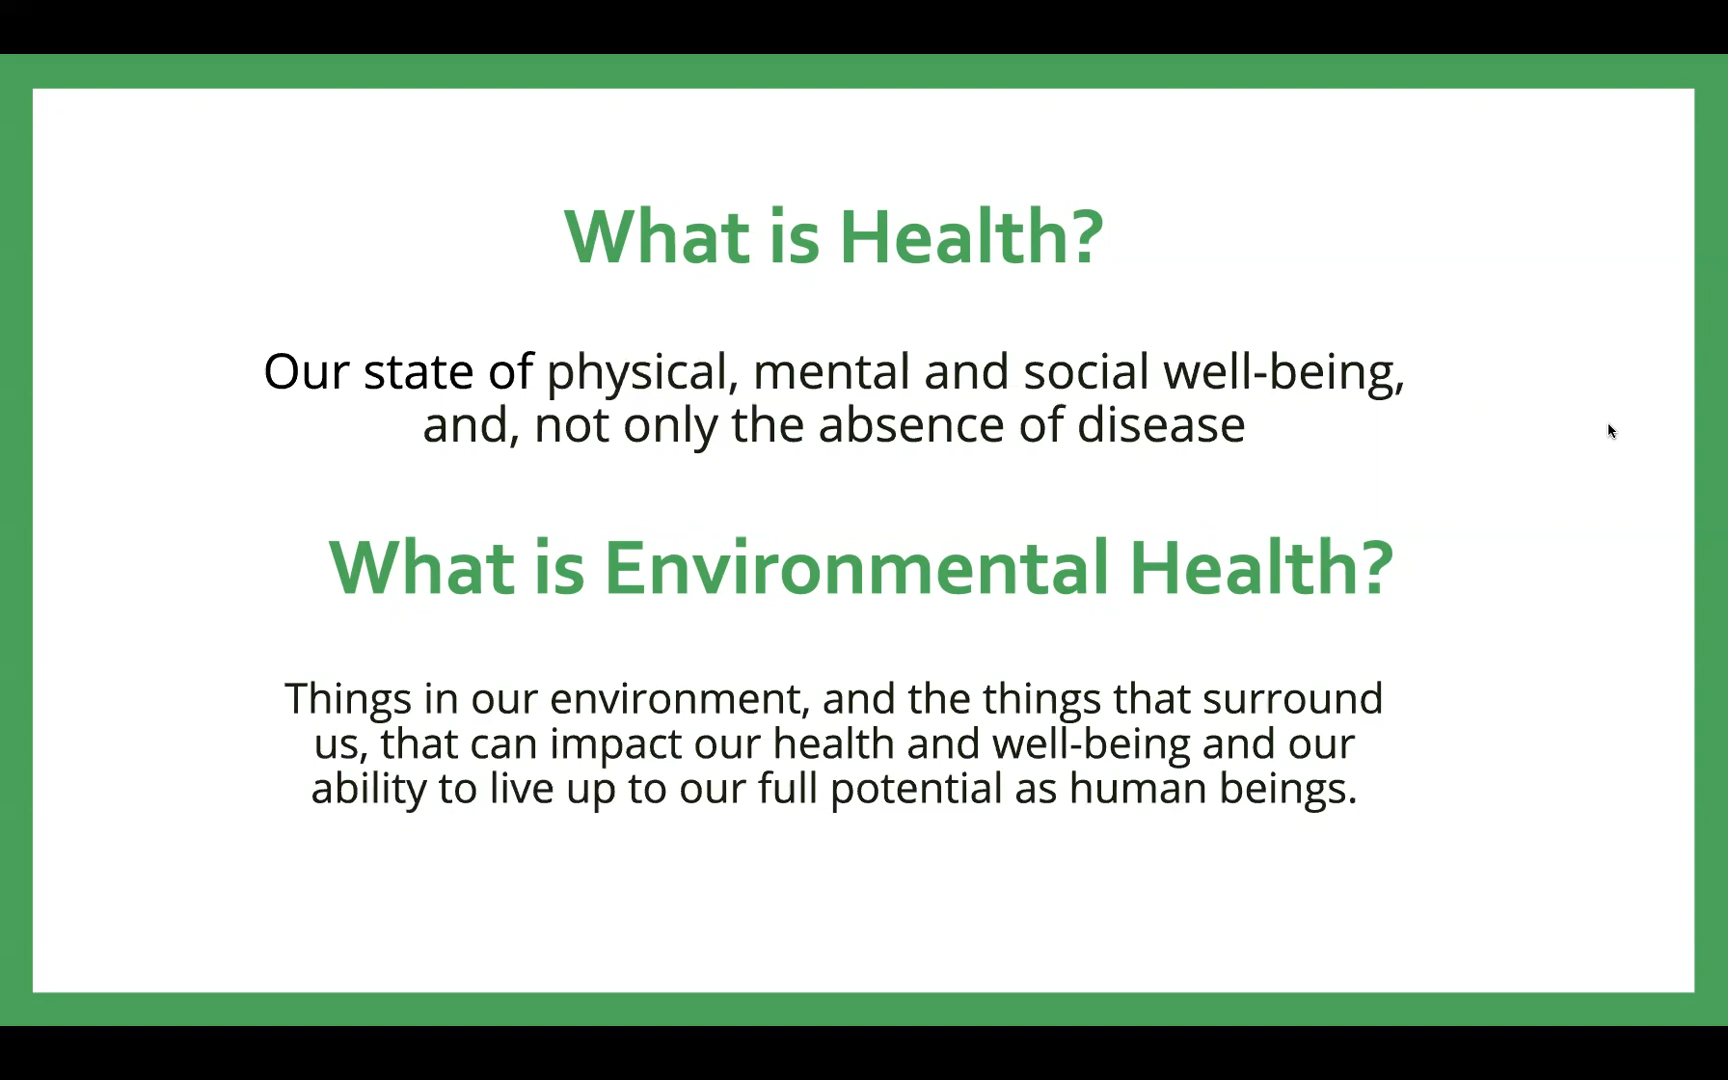 What is Health?
Our state of physical, mental and social well-being,
and, not only the absence of disease
What is Environmental Health?
Things in our environment, and the things that surround
us, that can impact our health and well-being and our
ability to live up to our full potential as human beings.